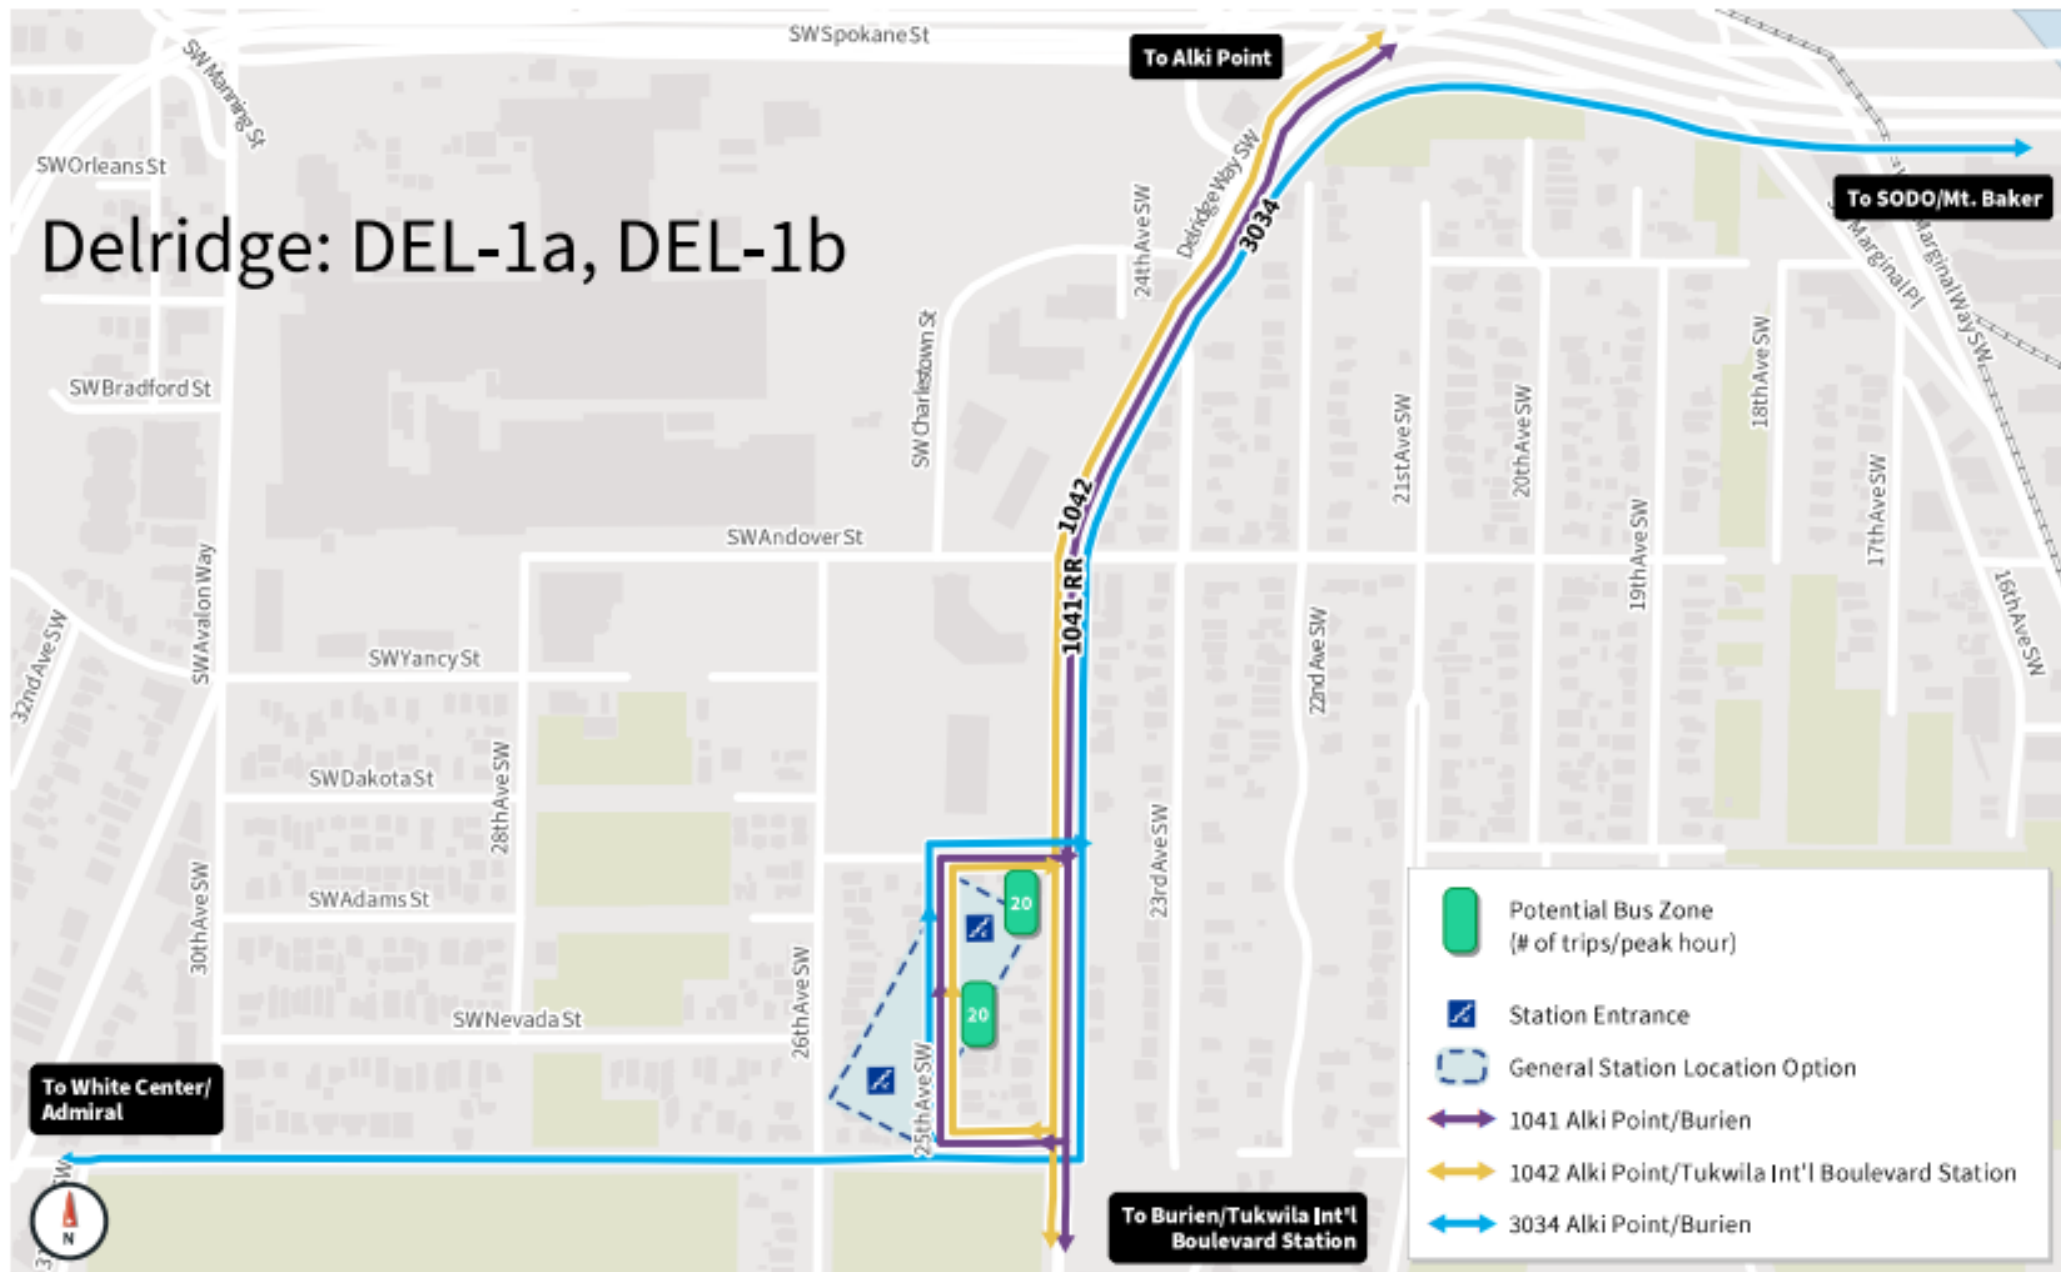 SW Spokane St
To Alki Point
SW Manning St
SW Orleans St
Delridge Way SW
24th Ave SW
3034
To SODO/Mt. Baker
Delridge: DEL-1a, DEL-1b
Marginal Pl
Marginal Way SW
SW Charlestown St
18th Ave SW
SW Bradford St
21st Ave SW
20th Ave SW
17th Ave SW
1042
SW Andover St
19th Ave SW
1041 RR
SW Avalon Way
16th Ave SW
32nd Ave SW
22nd Ave SW
SW Yancy St
SW Dakota St
28th Ave SW
23rd Ave SW
SW Adams St
30th Ave SW
26th Ave SW
20
20
SW Nevada St
25th Ave SW
To White Center/
Admiral
SW
N
To Burien/Tukwila Int'l
Boulevard Station
Potential Bus Zone
(# of trips/peak hour)
Station Entrance
General Station Location Option
1041 Alki Point/Burien
1042 Alki Point/Tukwila Int'l Boulevard Station
3034 Alki Point/Burien